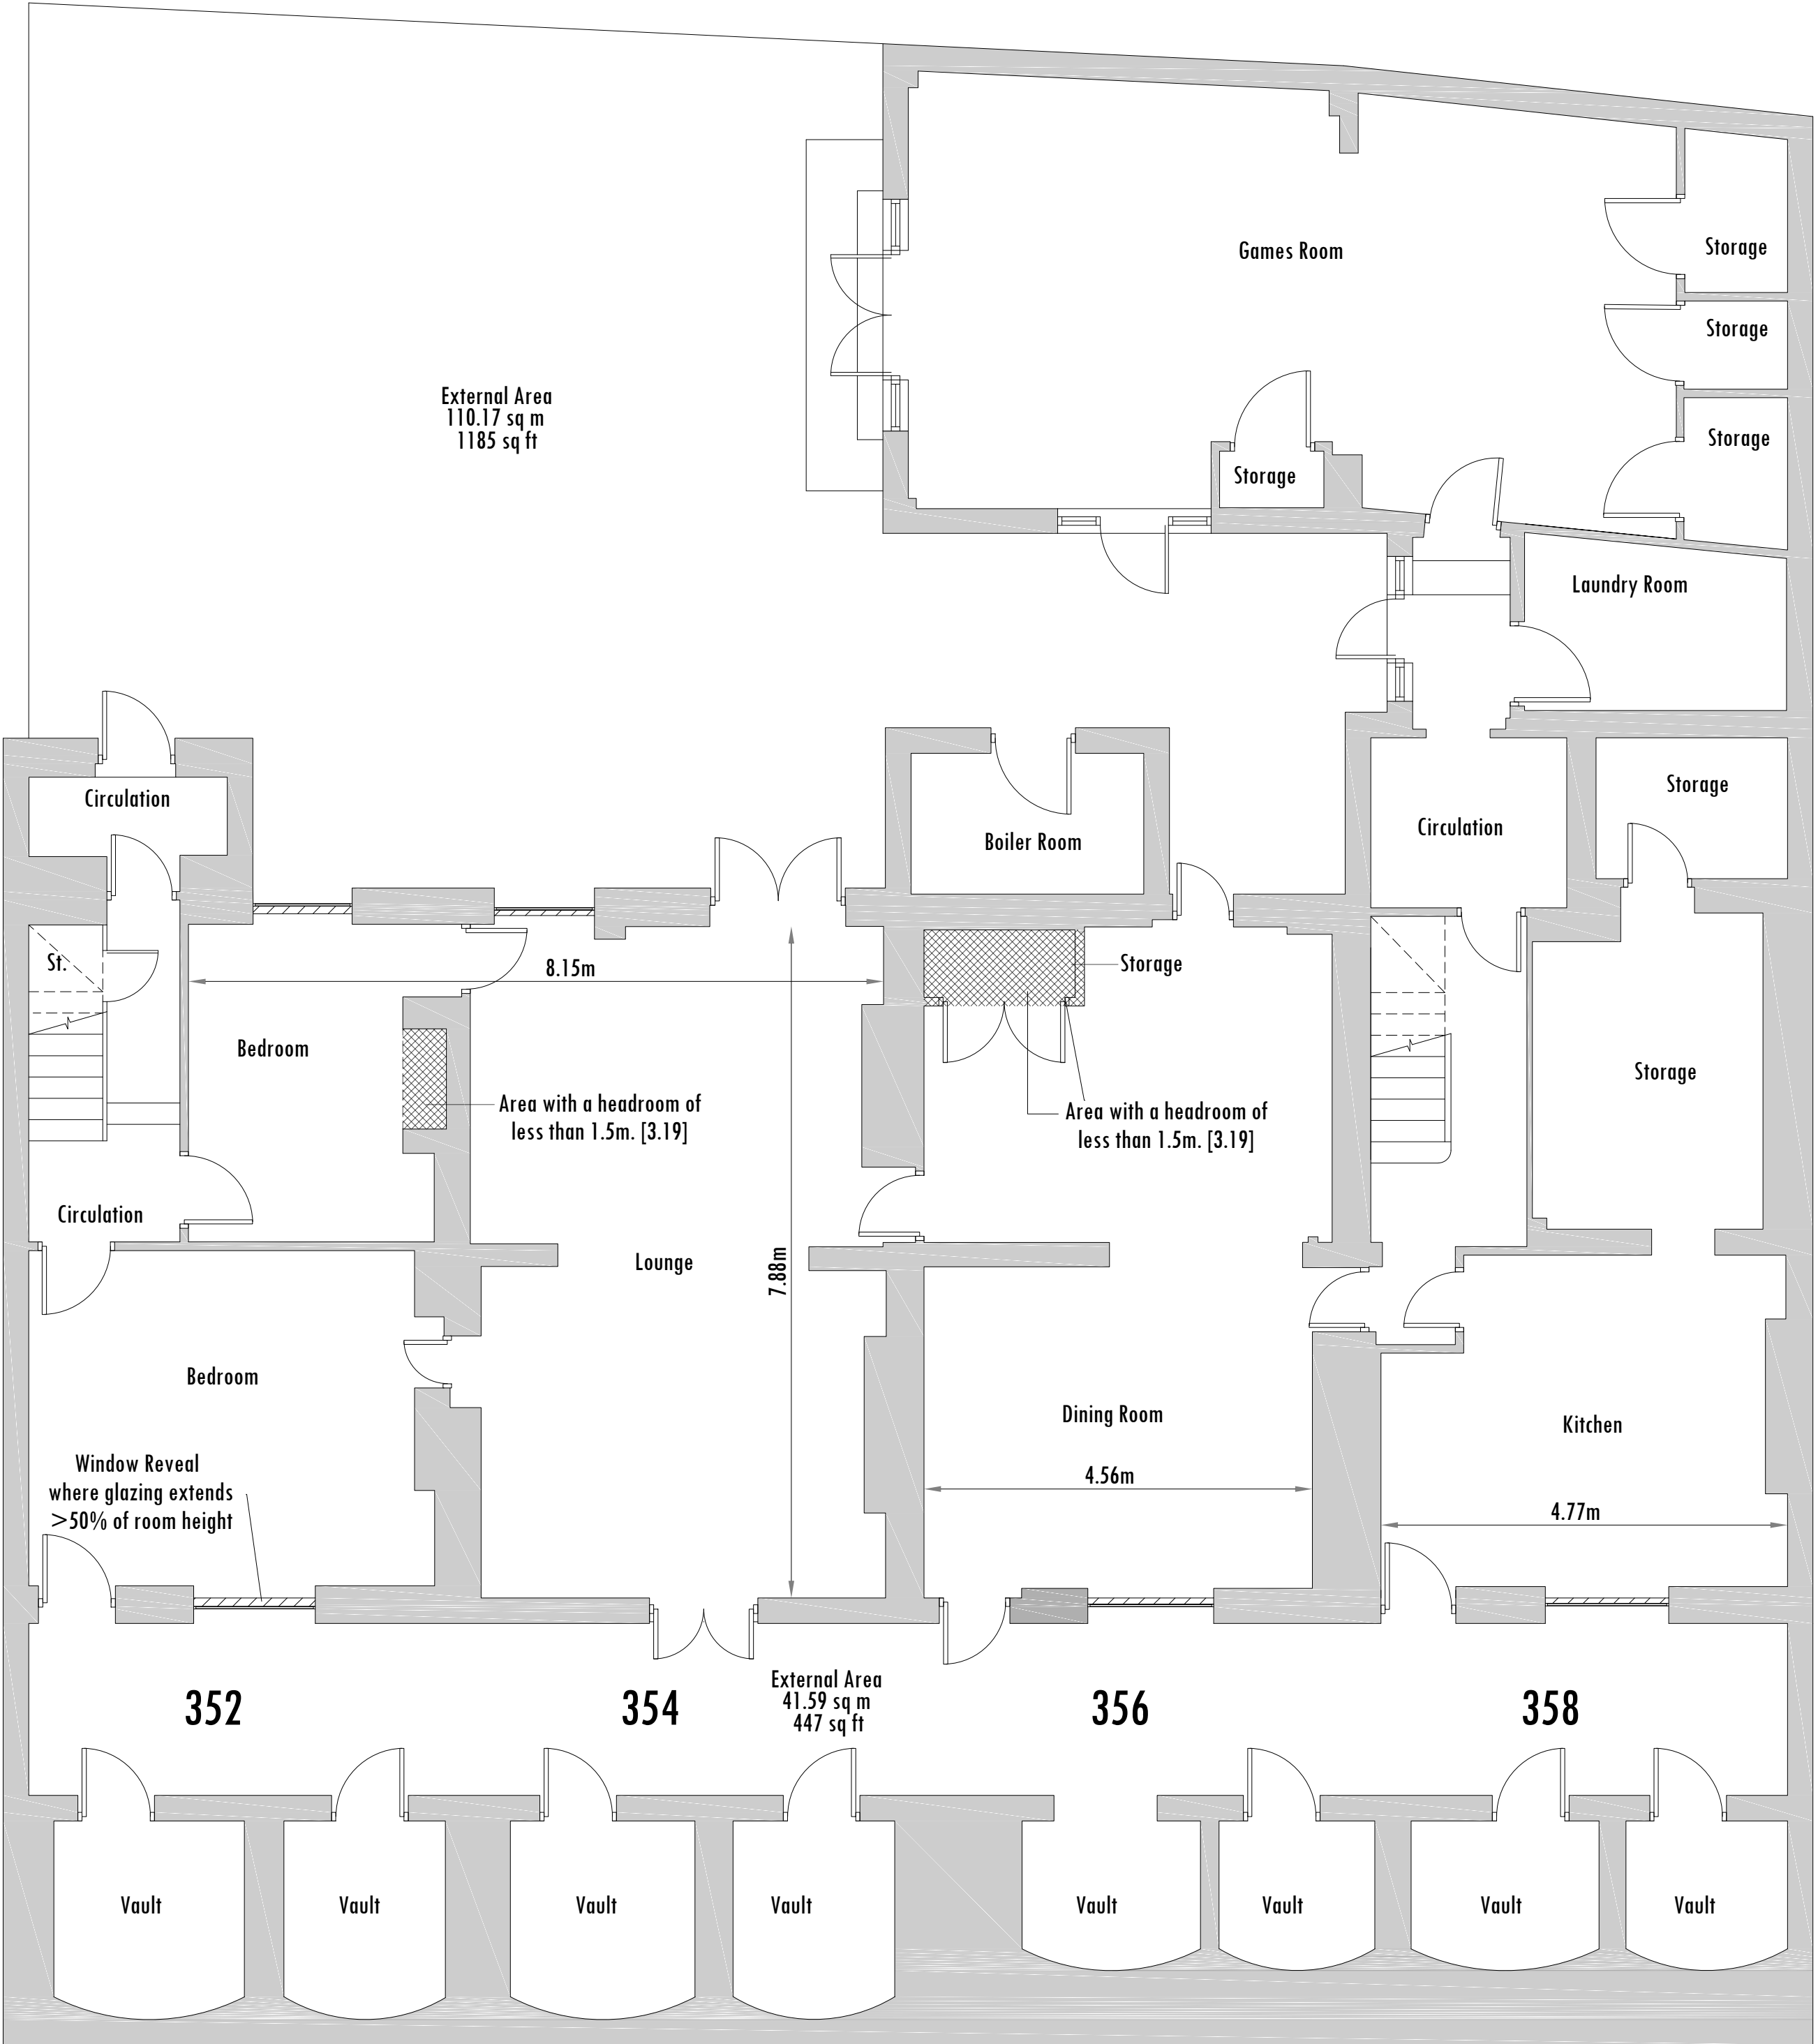 Games Room
Storage
Storage
External Area
110.17 sq m
1185 sq ft
Storage
Storage
Laundry Room
Circulation
Storage
Circulation
Boiler Room
St.
8.15m
Storage
Bedroom
Storage
Area with a headroom of
less than 1.5m. [3.19]
Area with a headroom of
less than 1.5m. [3.19]
Circulation
Lounge
7.88m
Bedroom
Dining Room
Kitchen
Window Reveal
where glazing extends
>50% of room height
4.56m
4.77m
External Area
41.59 sq m
447 sq ft
352
354
356
358
Vault
Vault
Vault
Vault
Vault
Vault
Vault
Vault